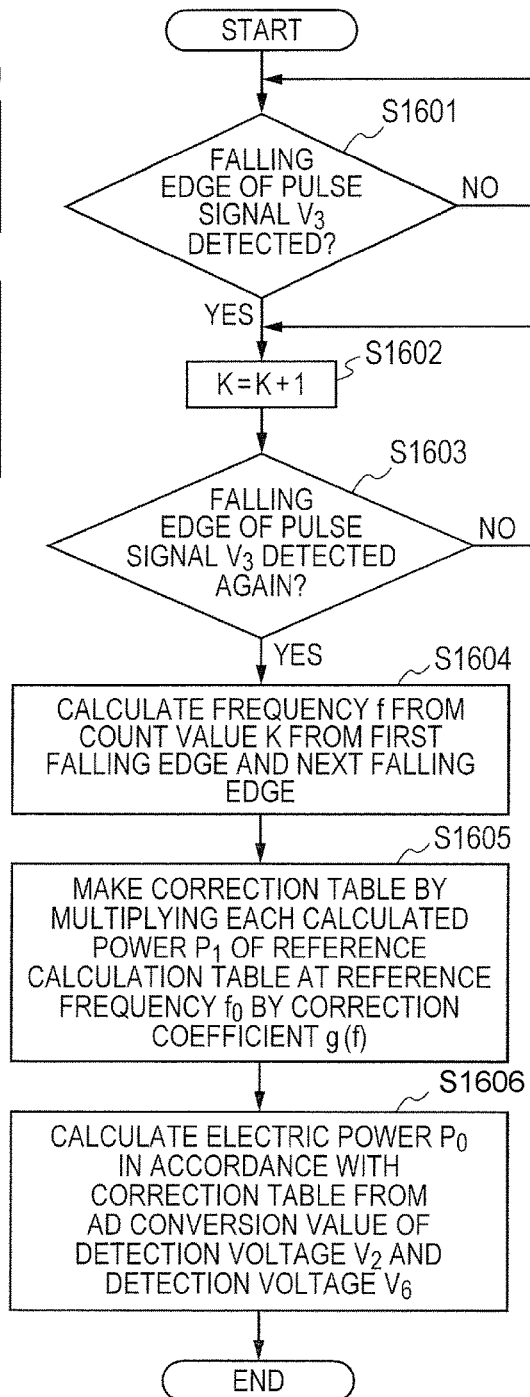 START
S1601
FALLING
EDGE OF PULSE
SIGNAL V3
DETECTED?
NO
YES
S1602
K=K+1
S1603
FALLING
EDGE OF PULSE
SIGNAL V3 DETECTED
AGAIN?
NO
YES
S1604
CALCULATE FREQUENCY f FROM
COUNT VALUE K FROM FIRST
FALLING EDGE AND NEXT FALLING
EDGE
S1605
MAKE CORRECTION TABLE BY
MULTIPLYING EACH CALCULATED
POWER P1 OF REFERENCE
CALCULATION TABLE AT REFERENCE
FREQUENCY f0 BY CORRECTION
COEFFICIENT g(f)
S1606
CALCULATE ELECTRIC POWER P0
IN ACCORDANCE WITH
CORRECTION TABLE FROM
AD CONVERSION VALUE OF
DETECTION VOLTAGE V2 AND
DETECTION VOLTAGE V6
END